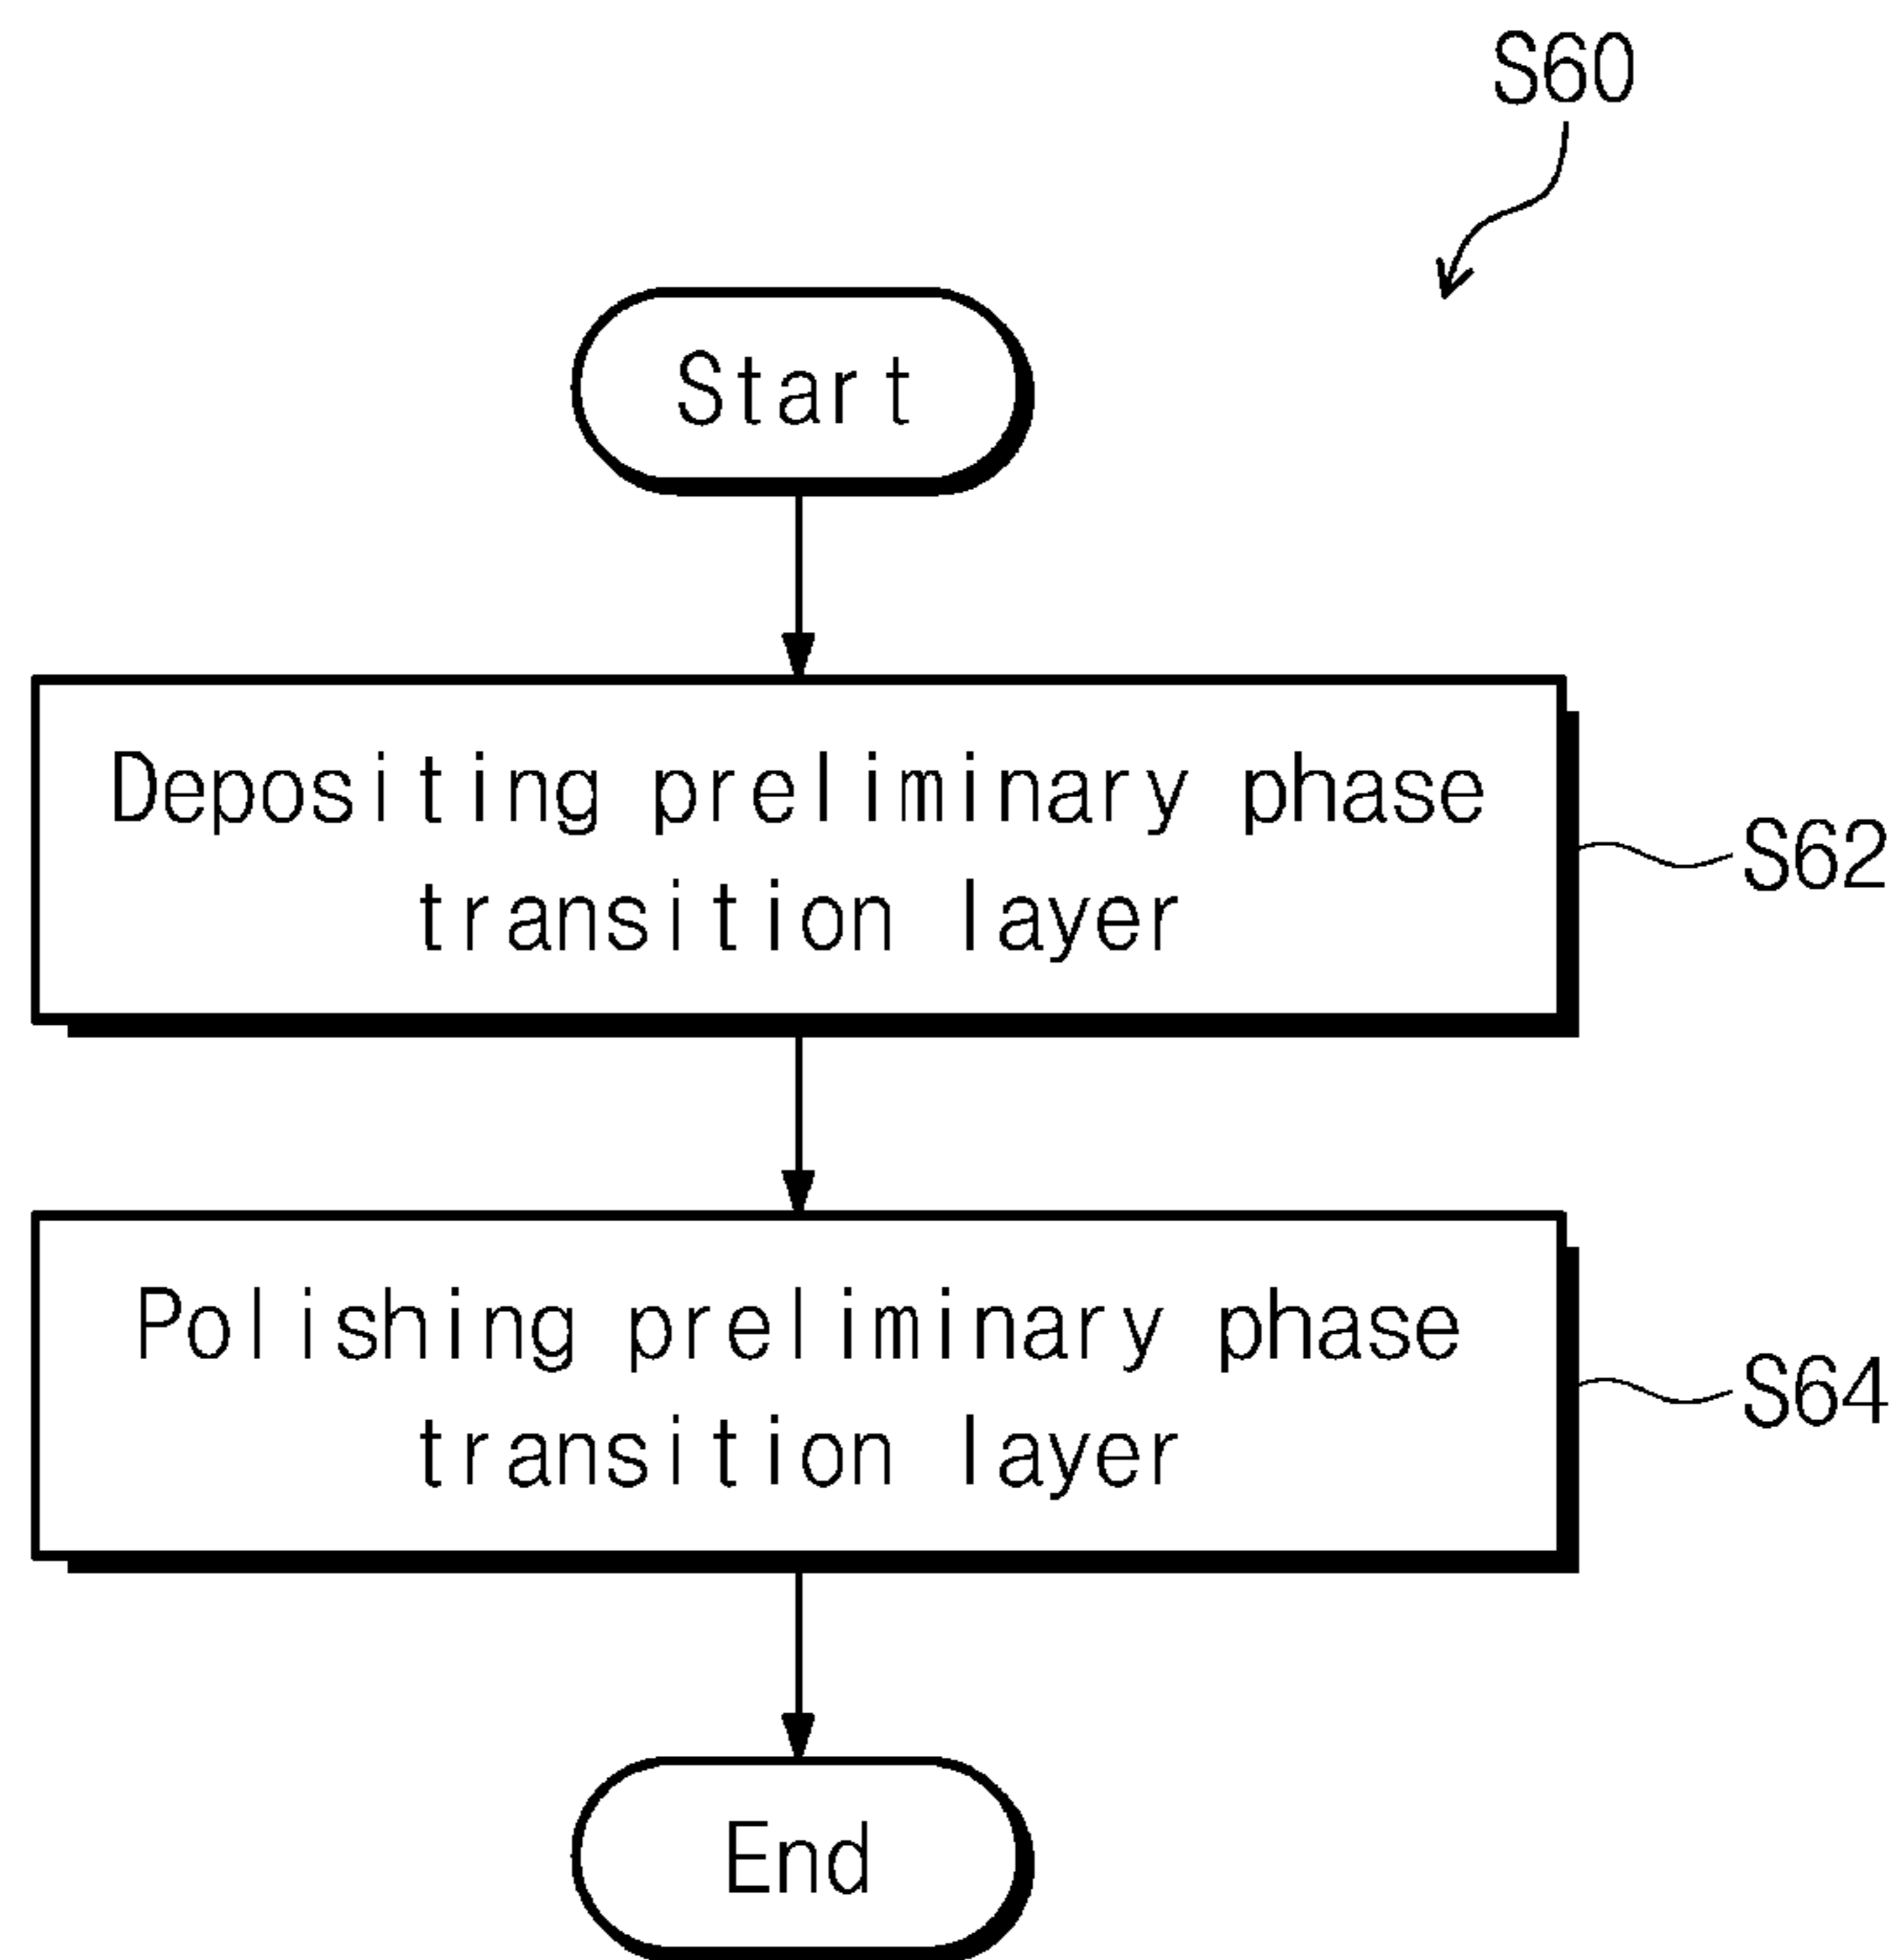 S60
Start
Depositing preliminary phase
transition layer
S62
Polishing preliminary phase
transition layer
S64
End